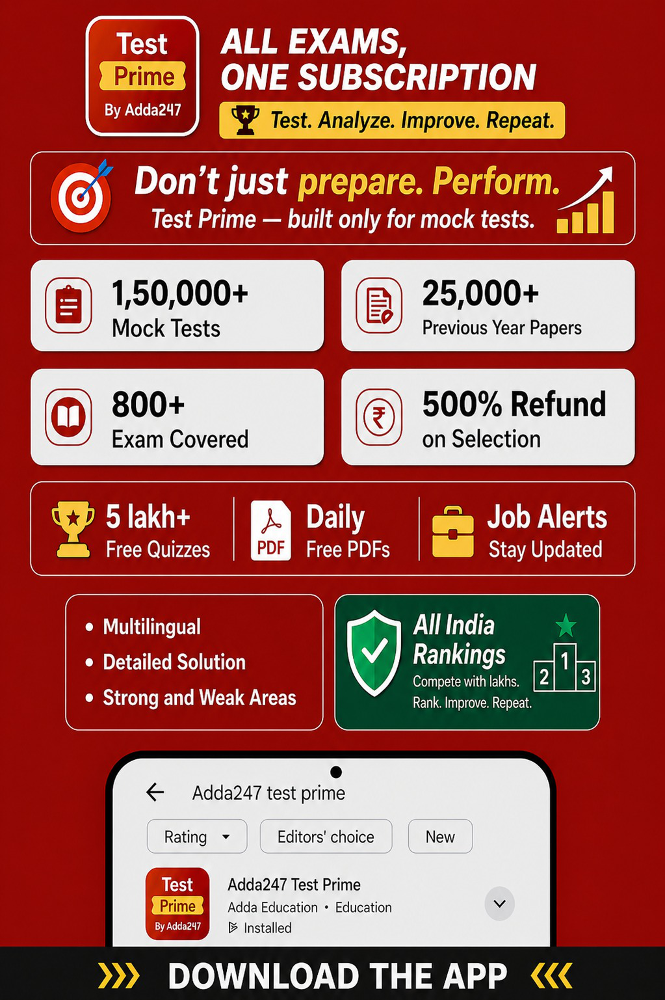 Test
Prime
By Adda247
ALL EXAMS,
ONE SUBSCRIPTION
Test. Analyze. Improve. Repeat.
Don't just prepare. Perform.
Test Prime — built only for mock tests.
1,50,000+
Mock Tests
25,000+
Previous Year Papers
800+
Exam Covered
₹
500% Refund
on Selection
5 lakh+
Free Quizzes
PDF
Daily
Free PDFs
Job Alerts
Stay Updated
• Multilingual
• Detailed Solution
• Strong and Weak Areas
All India
Rankings
Compete with lakhs.
Rank. Improve. Repeat.
2 1 3
Adda247 test prime
Rating
Editors' choice
New
Test
Prime
By Adda247
Adda247 Test Prime
Adda Education • Education
Installed
DOWNLOAD THE APP